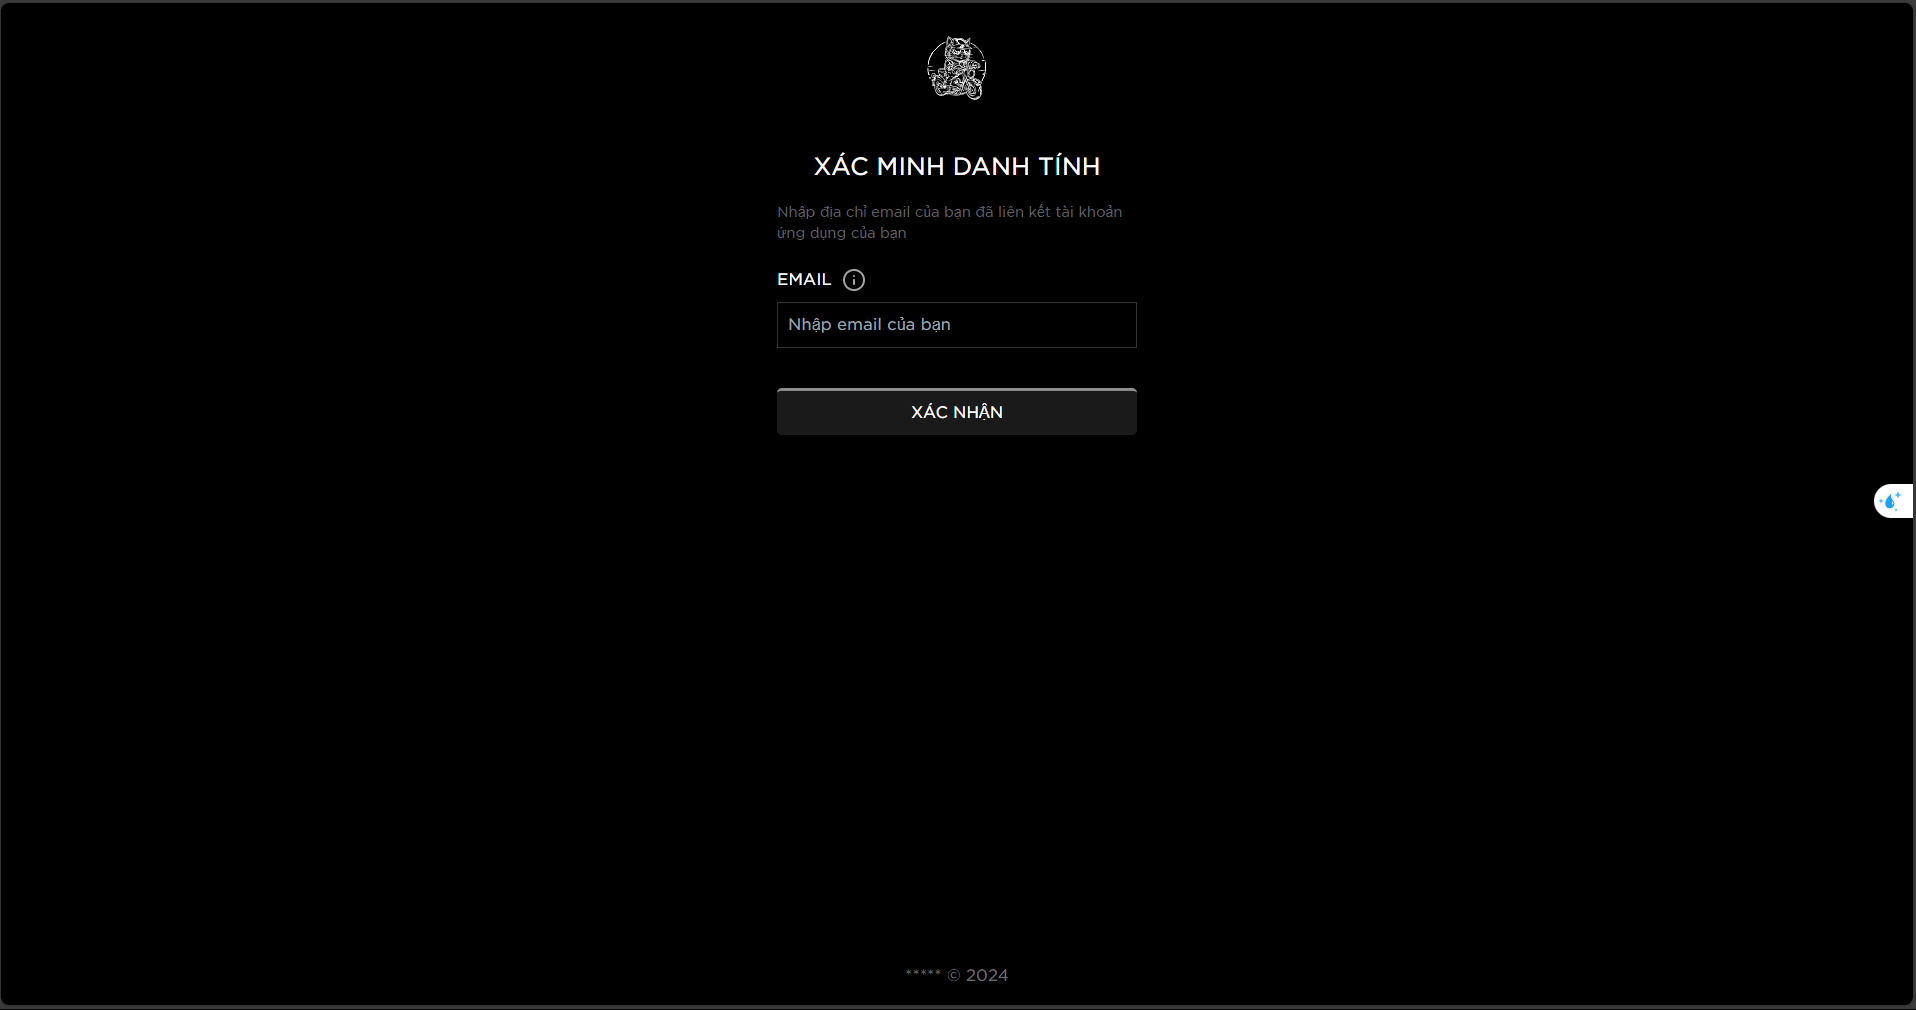 XÁC MINH DANH TÍNH
Nhập địa chỉ email của bạn đã liên kết tài khoản
ứng dụng của bạn
EMAIL
Nhập email của bạn
XÁC NHẬN
***** © 2024